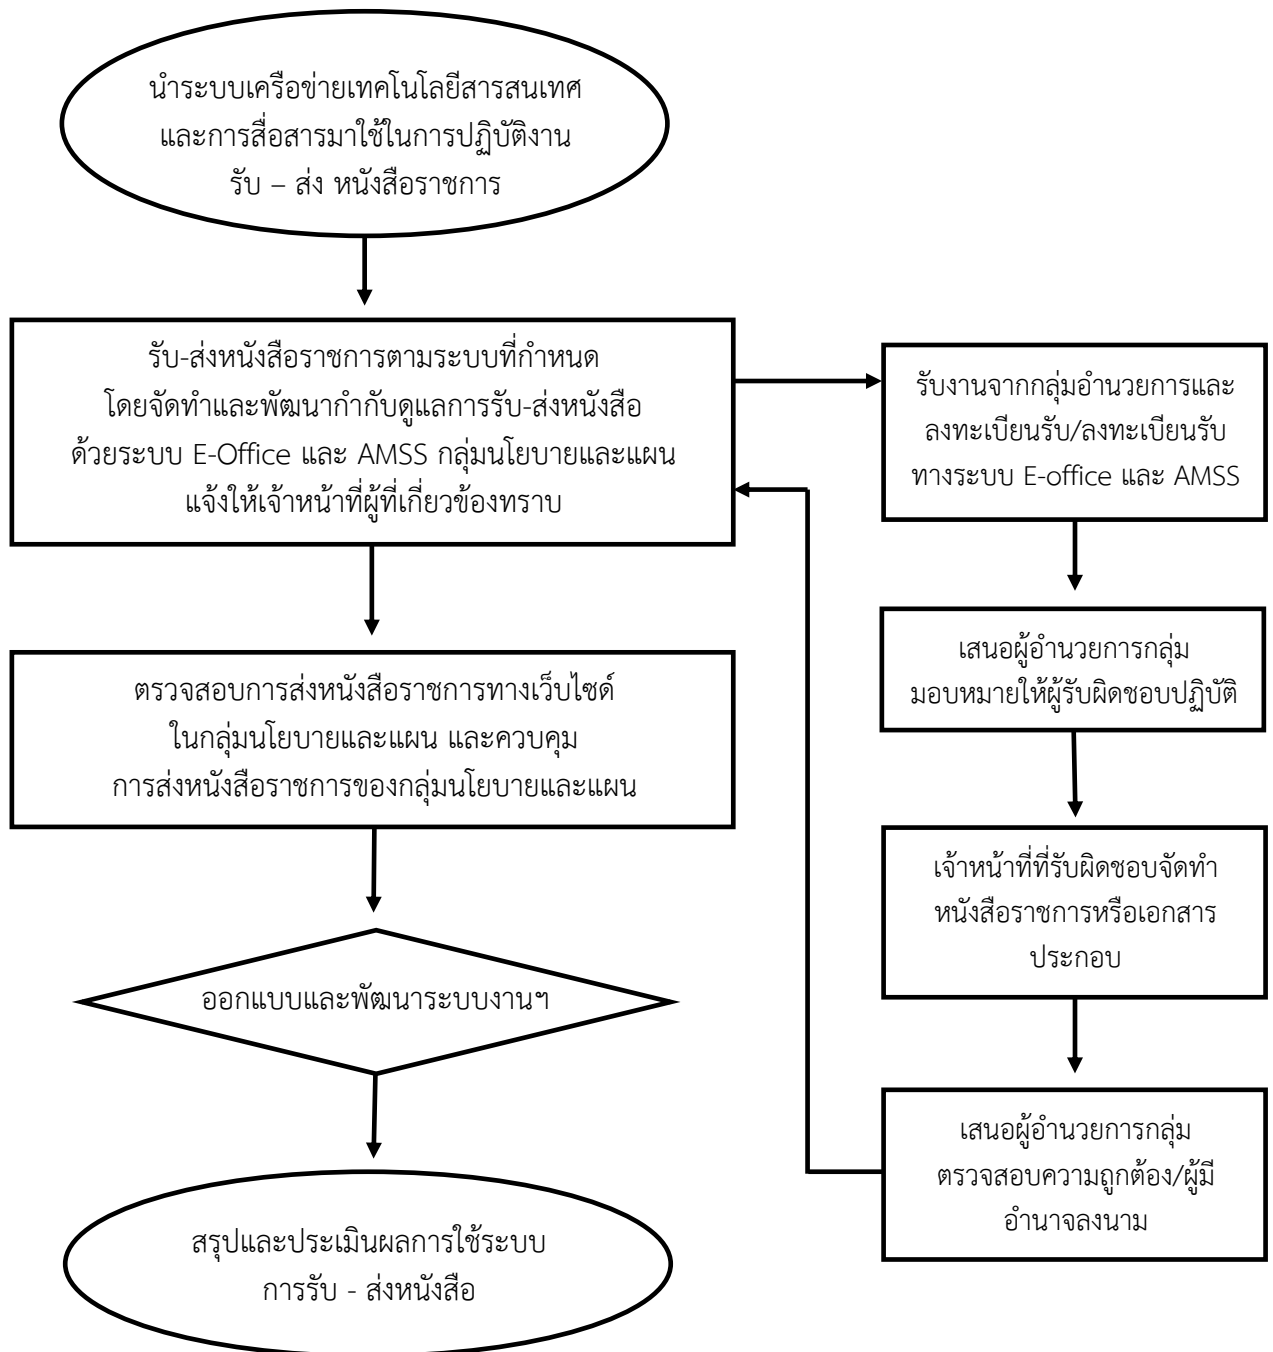 นำระบบเครือข่ายเทคโนโลยีสารสนเทศ
และการสื่อสารมาใช้ในการปฏิบัติงาน
รับ – ส่ง หนังสือราชการ
รับ-ส่งหนังสือราชการตามระบบที่กำหนด
โดยจัดทำและพัฒนากำกับดูแลการรับ-ส่งหนังสือ
ด้วยระบบ E-Office และ AMSS กลุ่มนโยบายและแผน
แจ้งให้เจ้าหน้าที่ผู้ที่เกี่ยวข้องทราบ
ตรวจสอบการส่งหนังสือราชการทางเว็บไซด์
ในกลุ่มนโยบายและแผน และควบคุม
การส่งหนังสือราชการของกลุ่มนโยบายและแผน
ออกแบบและพัฒนาระบบงานฯ
สรุปและประเมินผลการใช้ระบบ
การรับ - ส่งหนังสือ
รับงานจากกลุ่มอำนวยการและ
ลงทะเบียนรับ/ลงทะเบียนรับ
ทางระบบ E-office และ AMSS
เสนอผู้อำนวยการกลุ่ม
มอบหมายให้ผู้รับผิดชอบปฏิบัติ
เจ้าหน้าที่ที่รับผิดชอบจัดทำ
หนังสือราชการหรือเอกสาร
ประกอบ
เสนอผู้อำนวยการกลุ่ม
ตรวจสอบความถูกต้อง/ผู้มี
อำนาจลงนาม